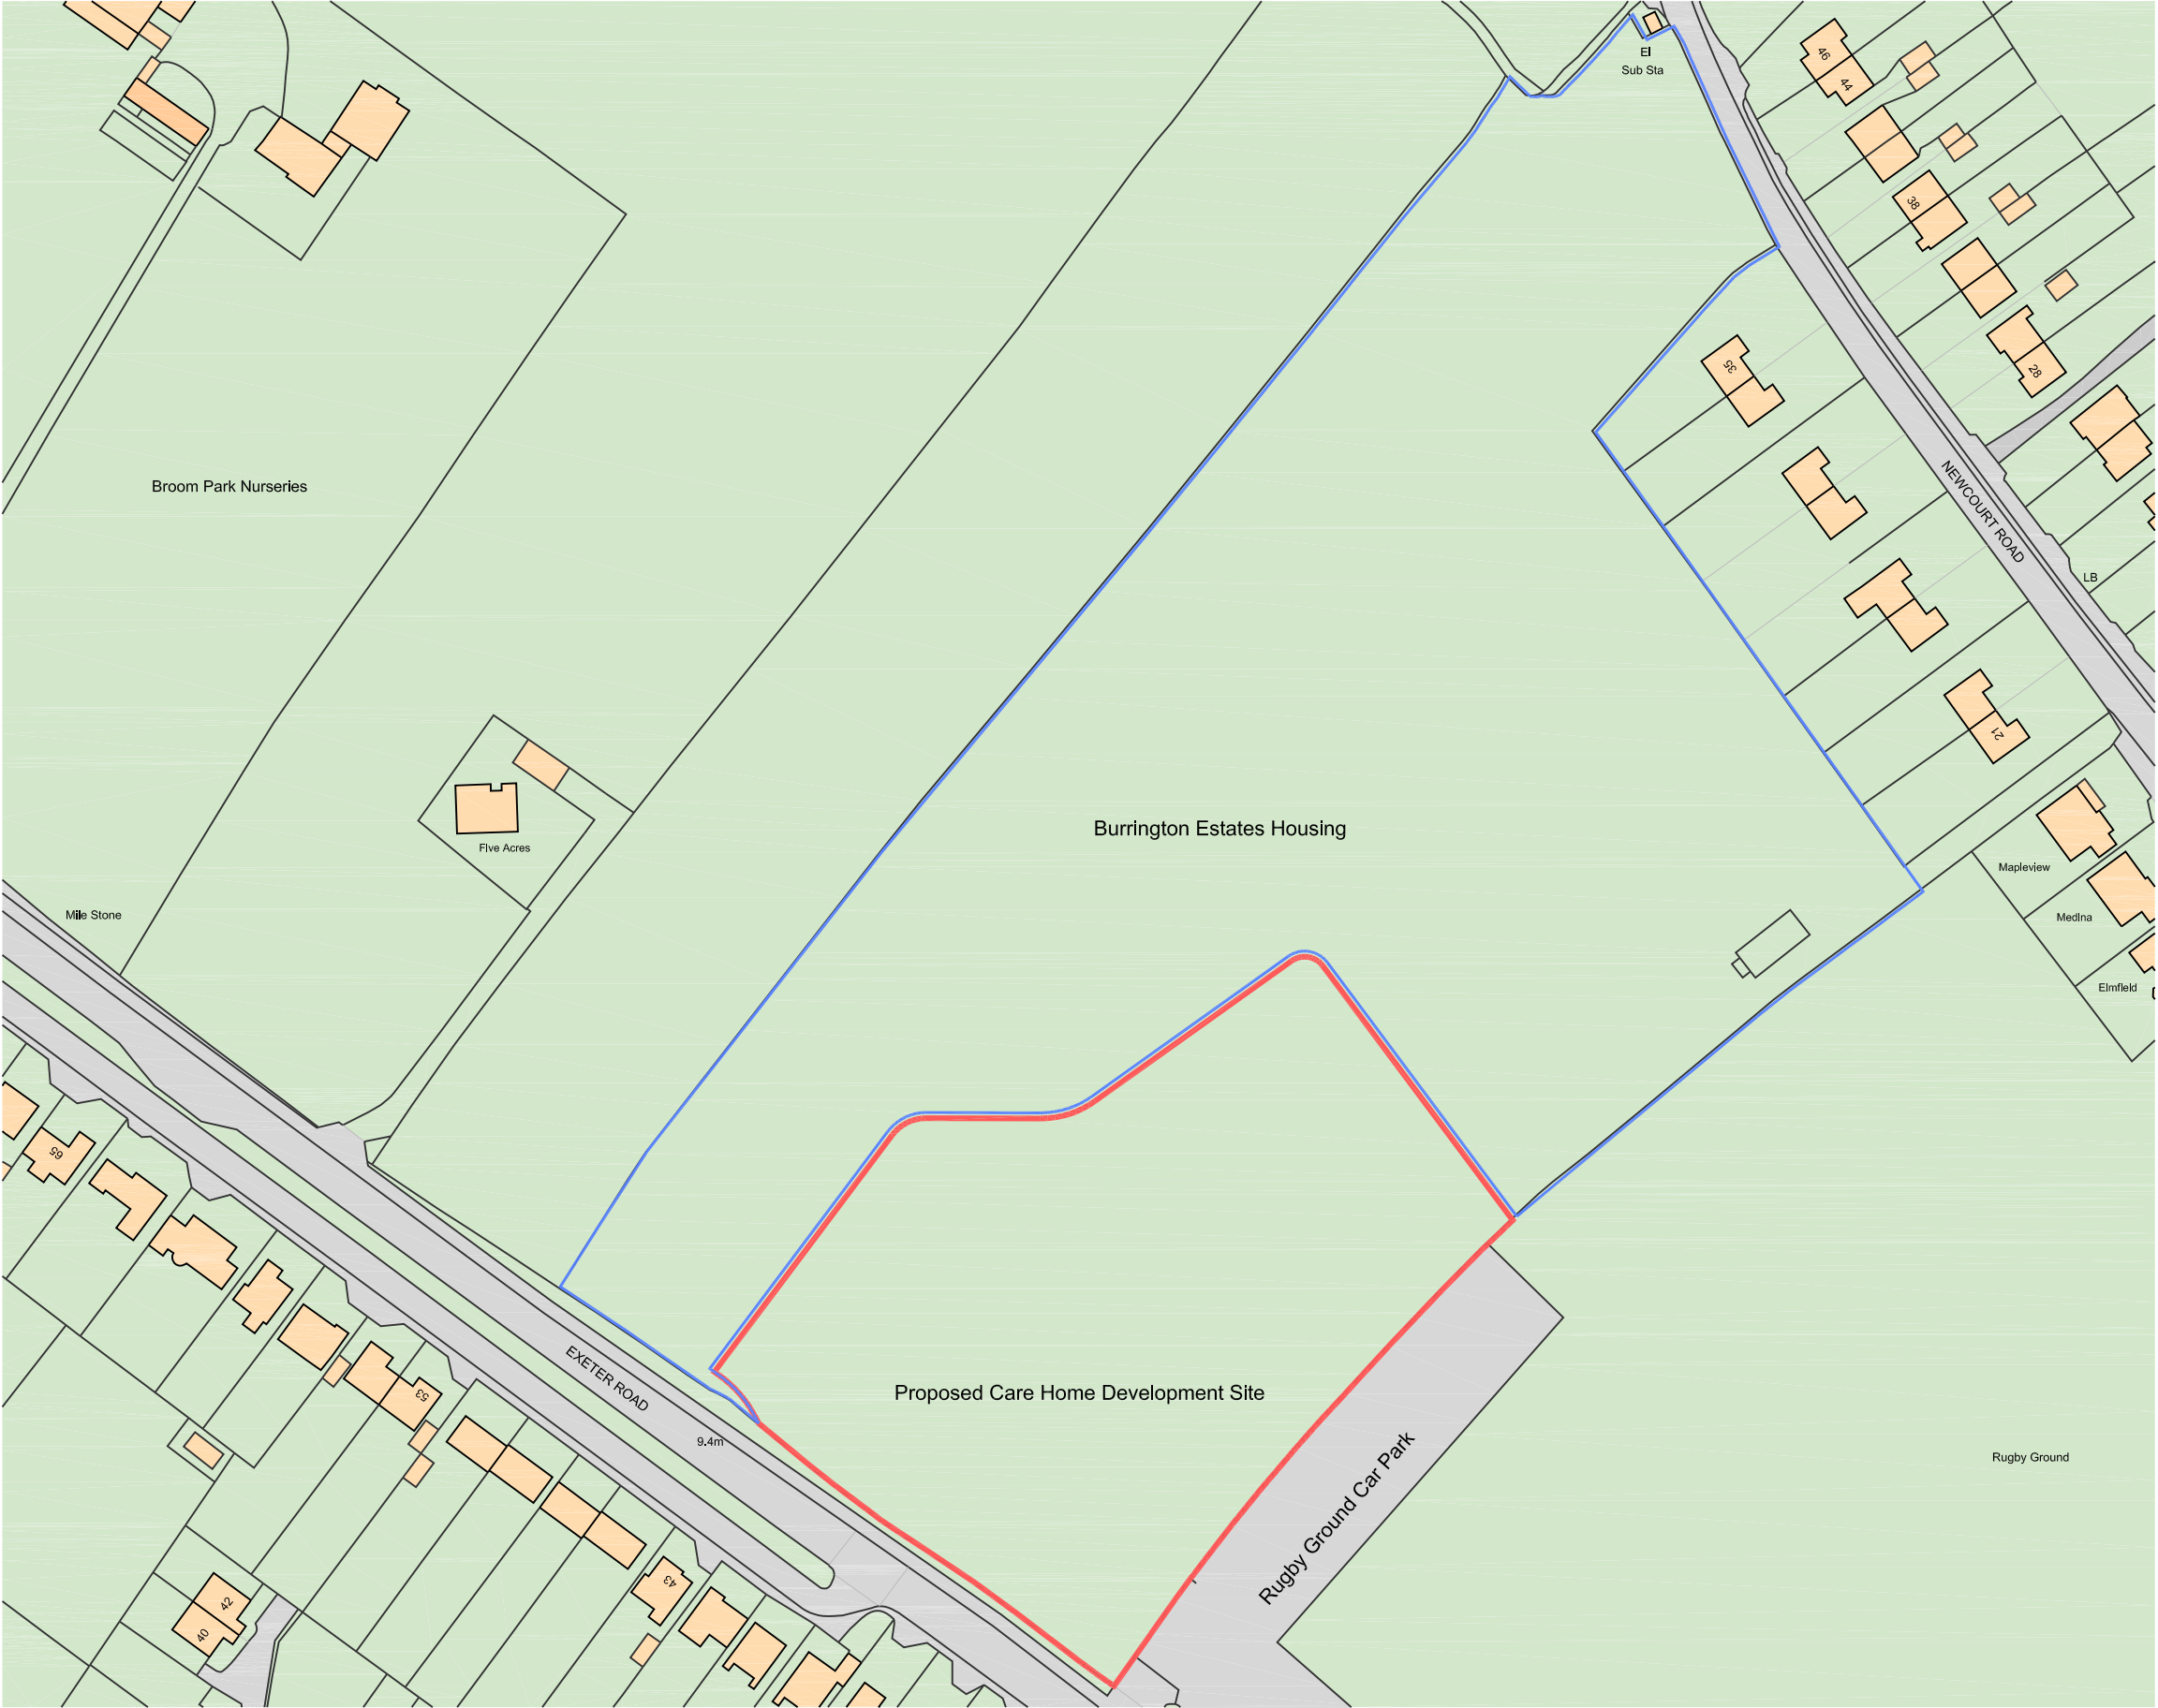 El
Sub Sta
46
44
38
35
28
Broom Park Nurseries
NEWCOURT ROAD
LB
21
Burrington Estates Housing
Five Acres
Mapleview
Medina
Mile Stone
Elmfield
65
EXETER ROAD
53
Proposed Care Home Development Site
9.4m
Rugby Ground Car Park
Rugby Ground
43
42
40